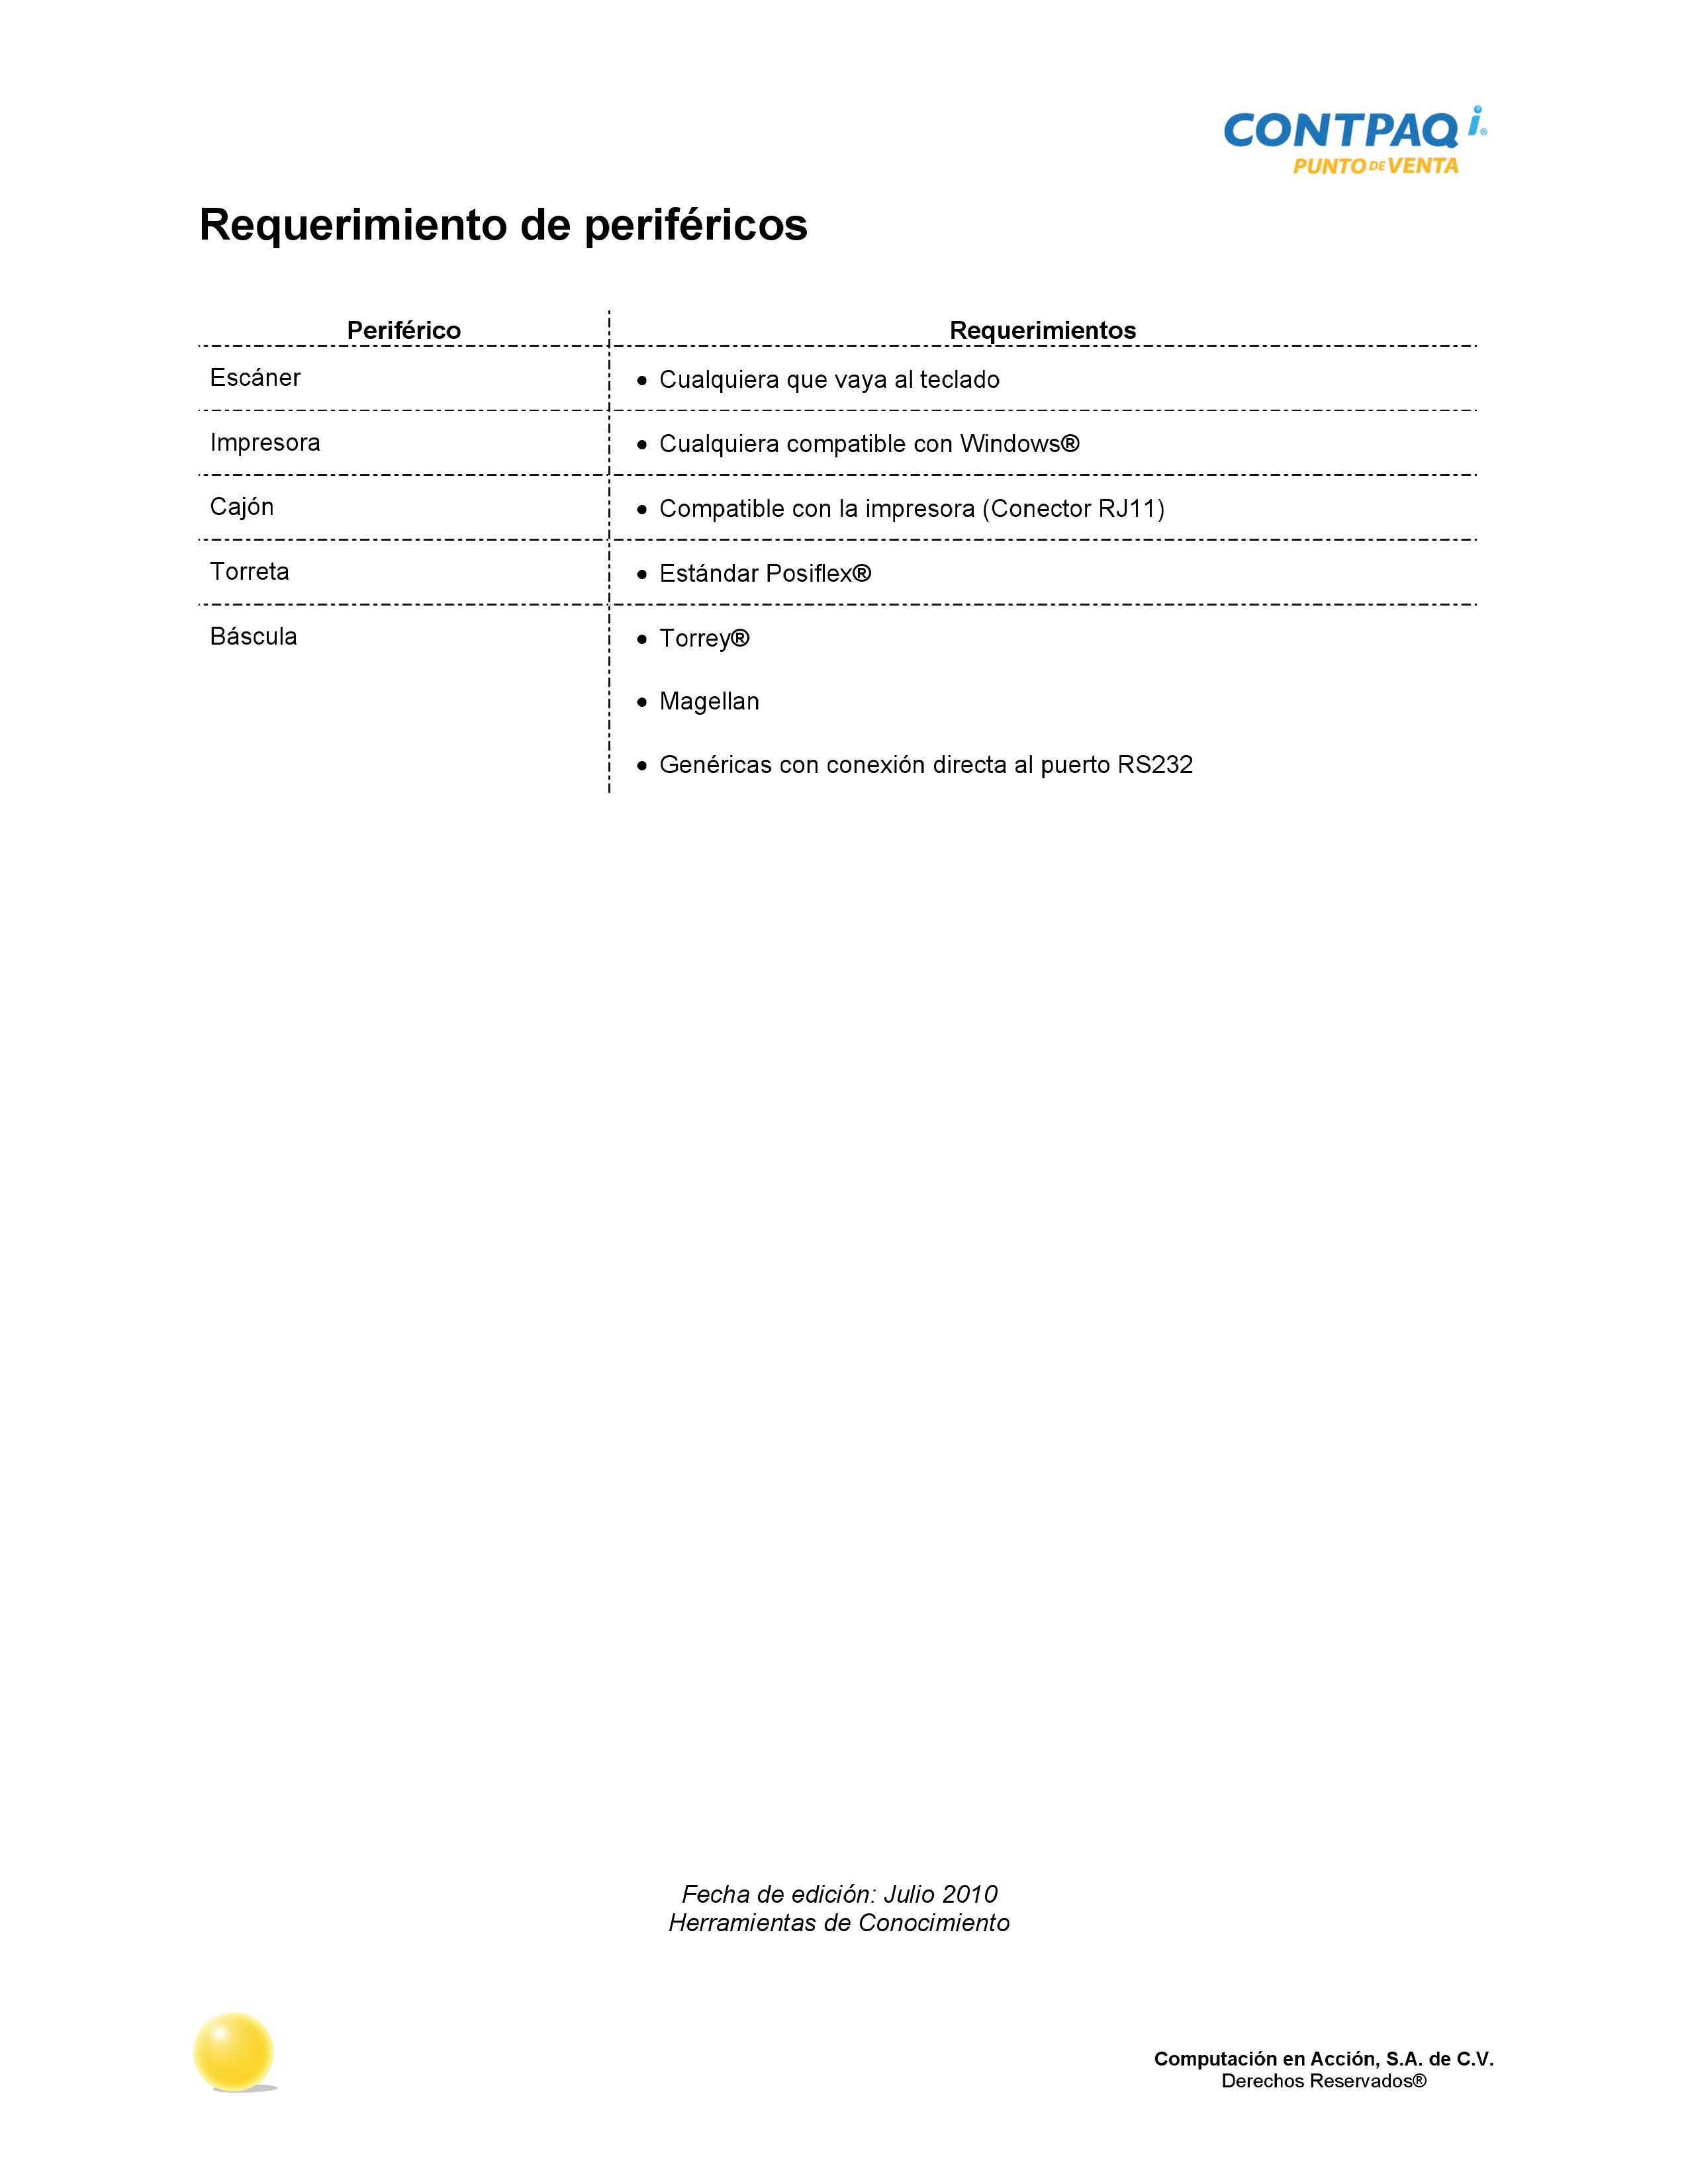 CONTPAQ i®
PUNTO DE VENTA
Requerimiento de periféricos
Periférico Requerimientos
Escáner • Cualquiera que vaya al teclado
Impresora • Cualquiera compatible con Windows®
Cajón • Compatible con la impresora (Conector RJ11)
Torreta • Estándar Posiflex®
Báscula • Torrey®
• Magellan
• Genéricas con conexión directa al puerto RS232
Fecha de edición: Julio 2010
Herramientas de Conocimiento
Computación en Acción, S.A. de C.V.
Derechos Reservados®